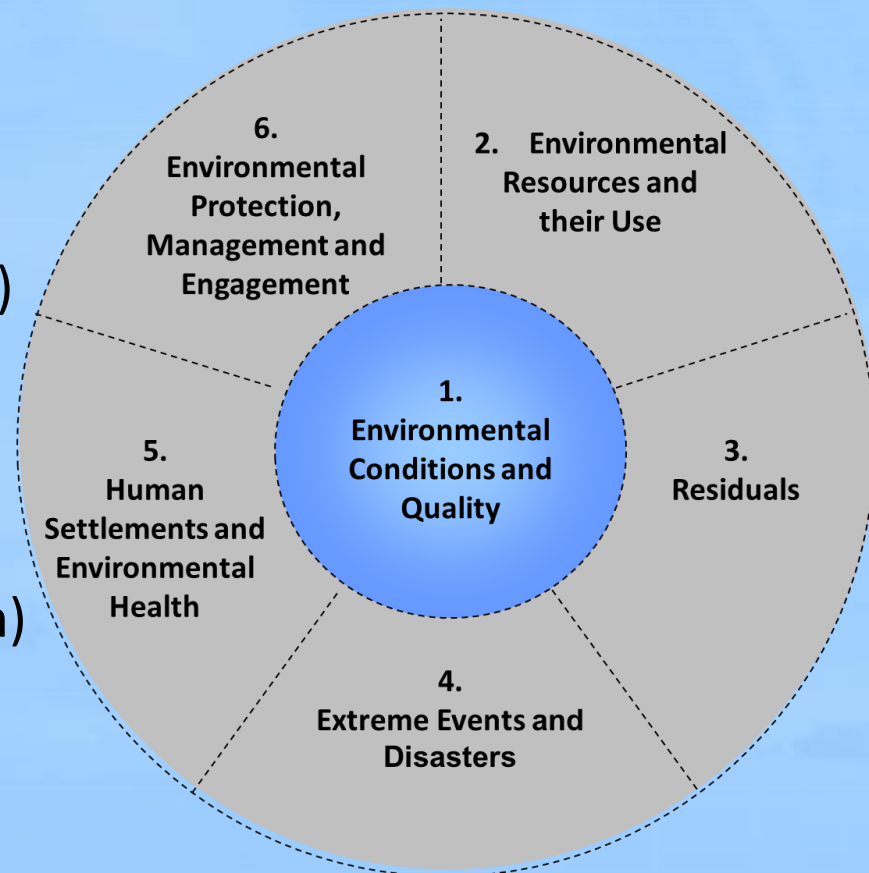 6.
Environmental
Protection,
Management and
Engagement
2. Environmental
Resources and
their Use
)
1.
Environmental
Conditions and
Quality
5.
Human
Settlements and
Environmental
Health
3.
Residuals
)
4.
Extreme Events and
Disasters